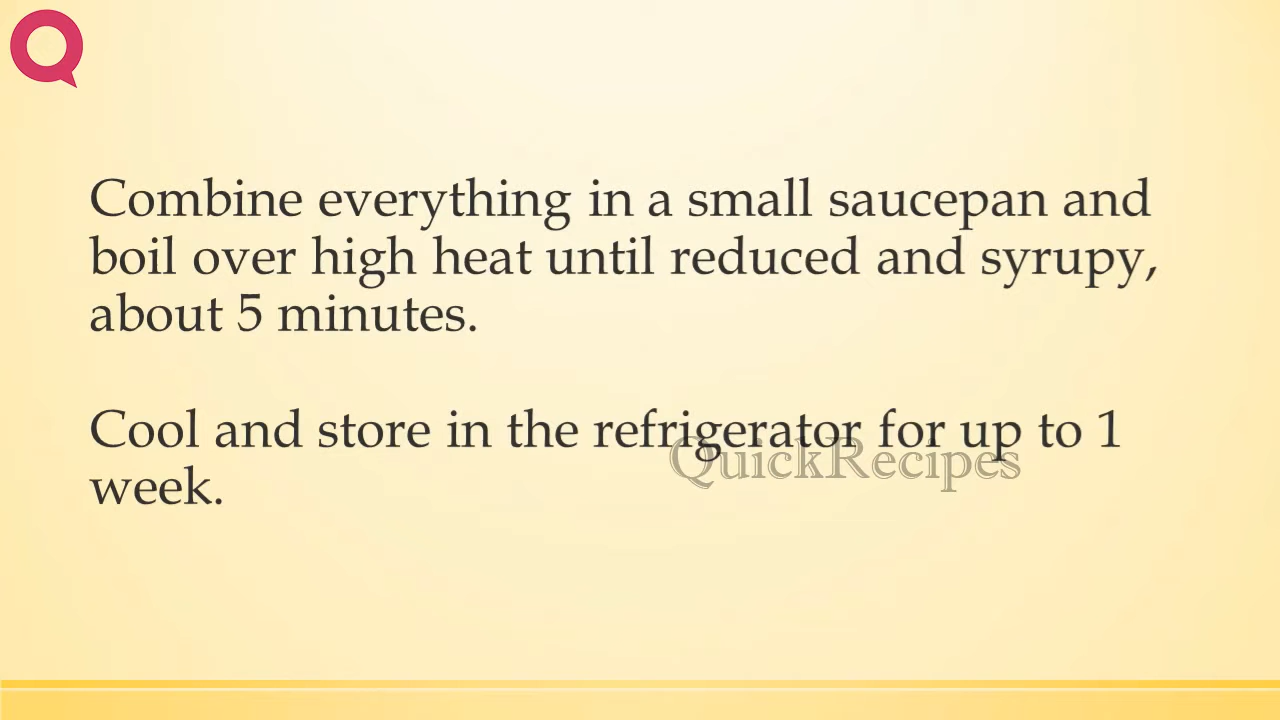 Combine everything in a small saucepan and
boil over high heat until reduced and syrupy,
about 5 minutes.
Cool and store in the refrigerator for up to 1
week.
QuickRecipes